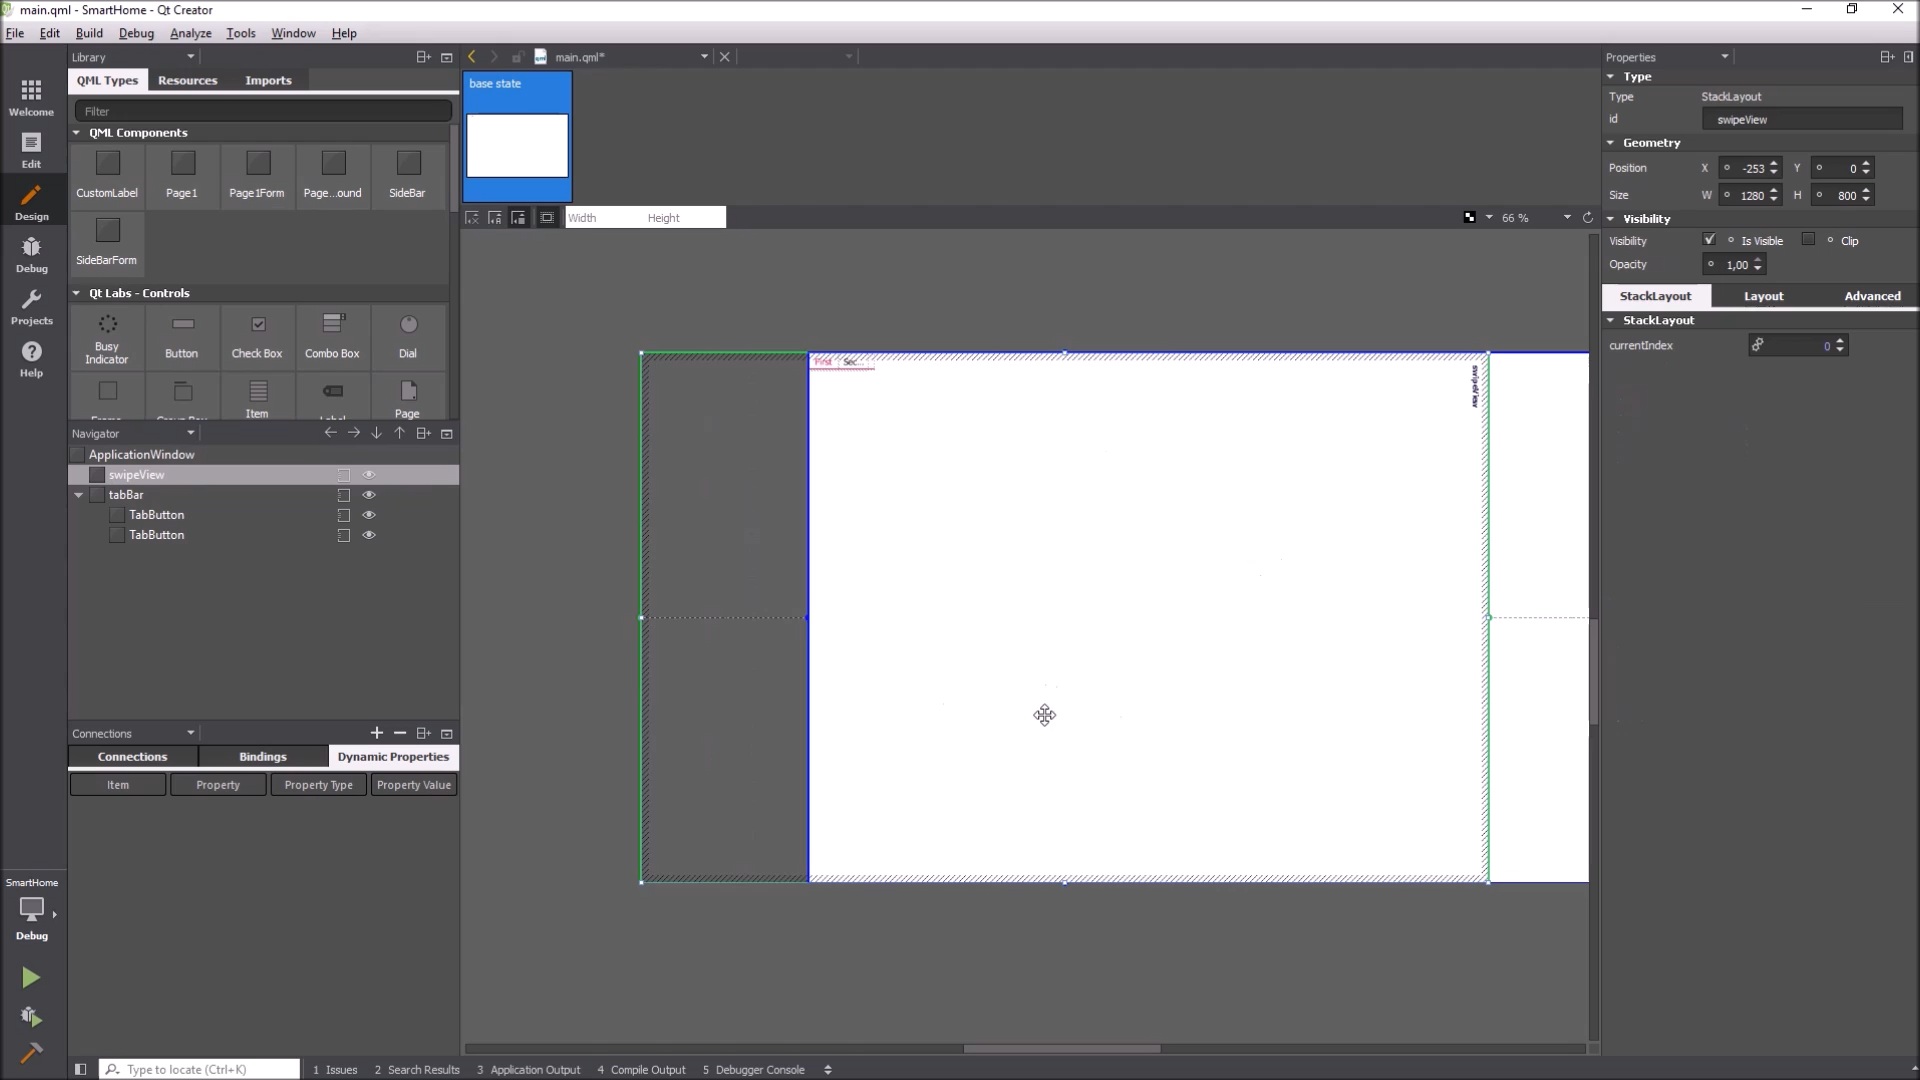 main.qml - SmartHome - Qt Creator
File Edit Build Debug Analyze Tools Window Help
Library
main.qml*
Properties
QML Types Resources Imports
Filter
QML Components
CustomLabel Page1 Page1Form Page...ound SideBar
SideBarForm
Qt Labs - Controls
Busy Indicator Button Check Box Combo Box Dial
Item Page
Welcome
Edit
Design
Debug
Projects
Help
base state
Width Height
66 %
Navigator
ApplicationWindow
swipeView
tabBar
TabButton
TabButton
First Sec...
swipeView
Connections
Connections Bindings Dynamic Properties
Item Property Property Type Property Value
Type
Type StackLayout
id swipeView
Geometry
Position X -253 Y 0
Size W 1280 H 800
Visibility
Visibility Is Visible Clip
Opacity 1,00
StackLayout Layout Advanced
StackLayout
currentIndex 0
SmartHome
Debug
Type to locate (Ctrl+K) 1 Issues 2 Search Results 3 Application Output 4 Compile Output 5 Debugger Console